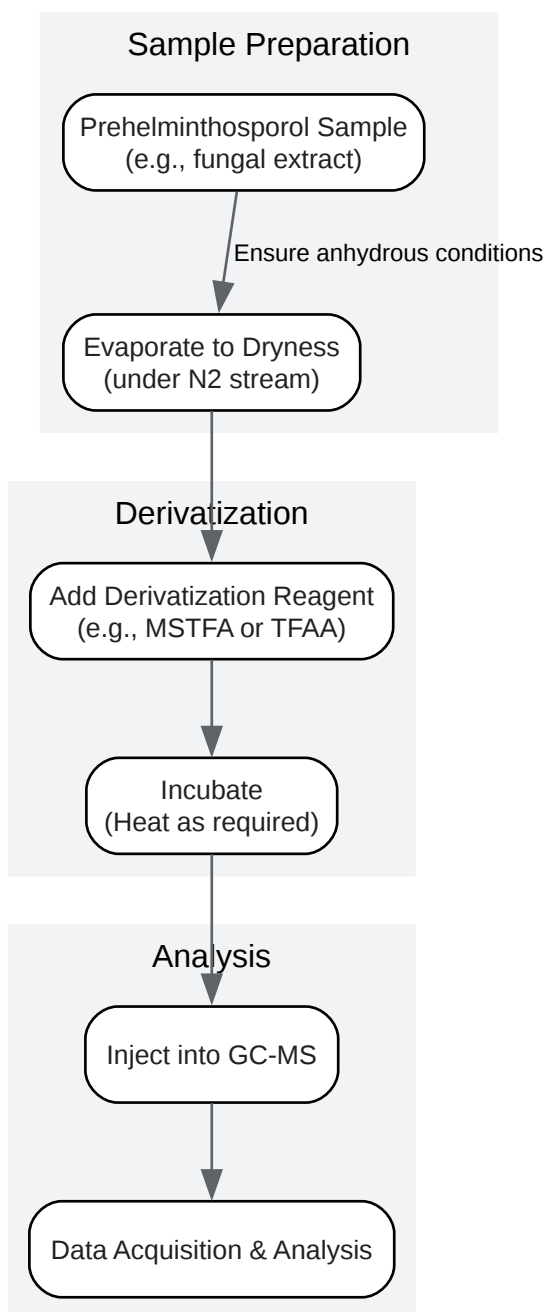 Sample Preparation
Prehelminthosporol Sample
(e.g., fungal extract)
Ensure anhydrous conditions
Evaporate to Dryness
(under N2 stream)
Derivatization
Add Derivatization Reagent
(e.g., MSTFA or TFAA)
Incubate
(Heat as required)
Analysis
Inject into GC-MS
Data Acquisition & Analysis